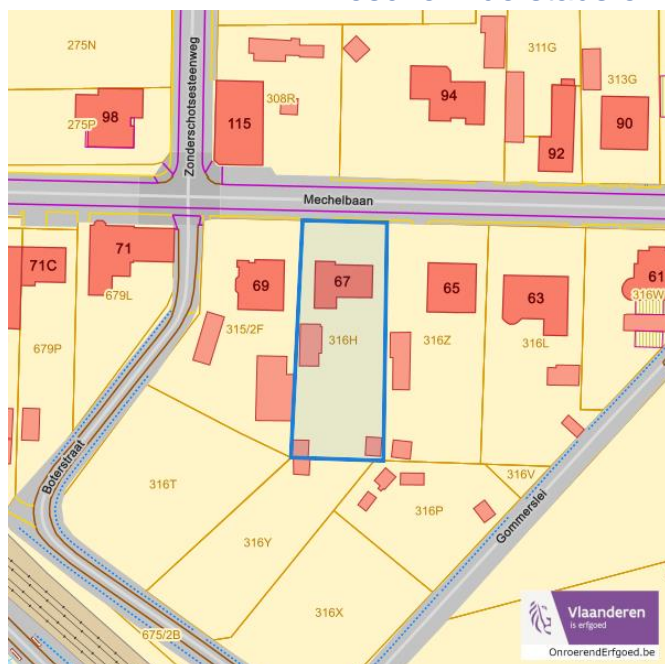 275N
311G
313G
Zonderschotsesteenweg
98
275P
115
308R
94
92
90
Mechelbaan
71C
71
679L
69
67
65
63
61
316W
679P
315/2F
316H
316Z
316L
Boterstraat
316T
316V
316P
Gommerslei
316Y
316X
675/2B
Vlaanderen
is erfgoed
OnroerendErfgoed.be